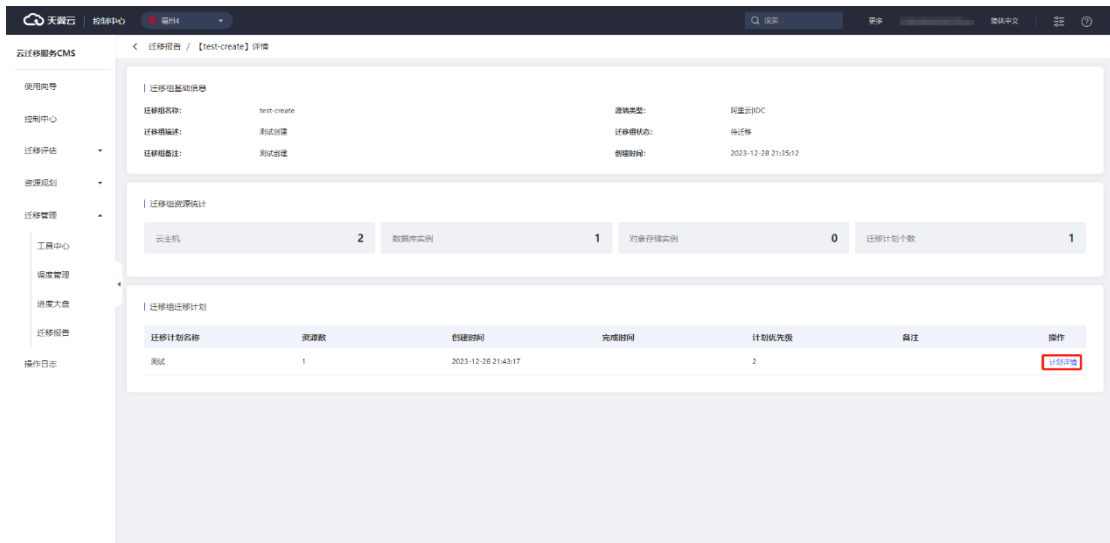 天翼云 控制中心 福州4 搜索... 更多 简体中文
云迁移服务CMS
迁移报告 / 【test-create】详情
使用向导
控制中心
迁移评估
资源规划
迁移管理
工具中心
调度管理
进度大盘
迁移报告
操作日志
迁移组基础信息
迁移组名称: test-create 源端类型: 阿里云|IDC
迁移组描述: 测试创建 迁移组状态: 待迁移
迁移组备注: 测试创建 创建时间: 2023-12-28 21:35:12
迁移组资源统计
云主机 2 数据库实例 1 对象存储实例 0 迁移计划个数 1
迁移组迁移计划
迁移计划名称 资源数 创建时间 完成时间 计划优先级 备注 操作
测试 1 2023-12-28 21:43:17 2 计划详情